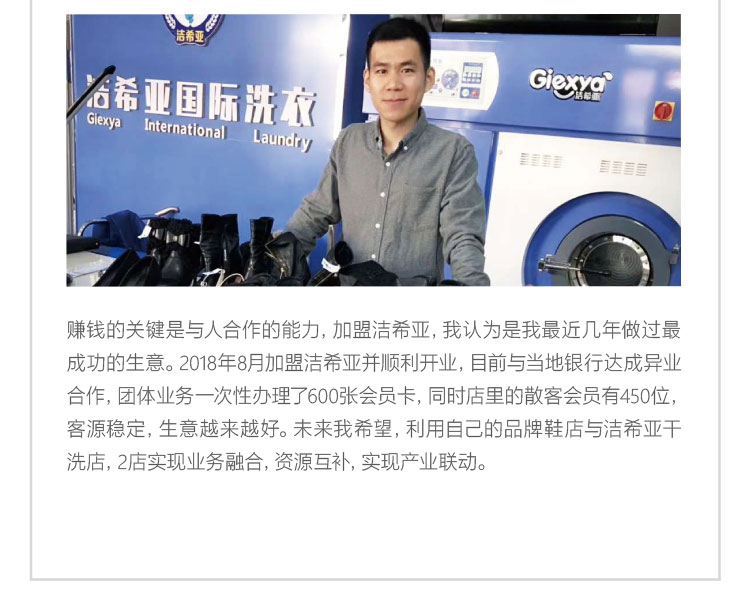 洁希亚
洁希亚国际洗衣
Giexya International Laundry
Giexya
洁希亚
赚钱的关键是与人合作的能力, 加盟洁希亚, 我认为是我最近几年做过最
成功的生意。2018年8月加盟洁希亚并顺利开业, 目前与当地银行达成异业
合作, 团体业务一次性办理了600张会员卡, 同时店里的散客会员有450位,
客源稳定, 生意越来越好。未来我希望, 利用自己的品牌鞋店与洁希亚干
洗店, 2店实现业务融合, 资源互补, 实现产业联动。